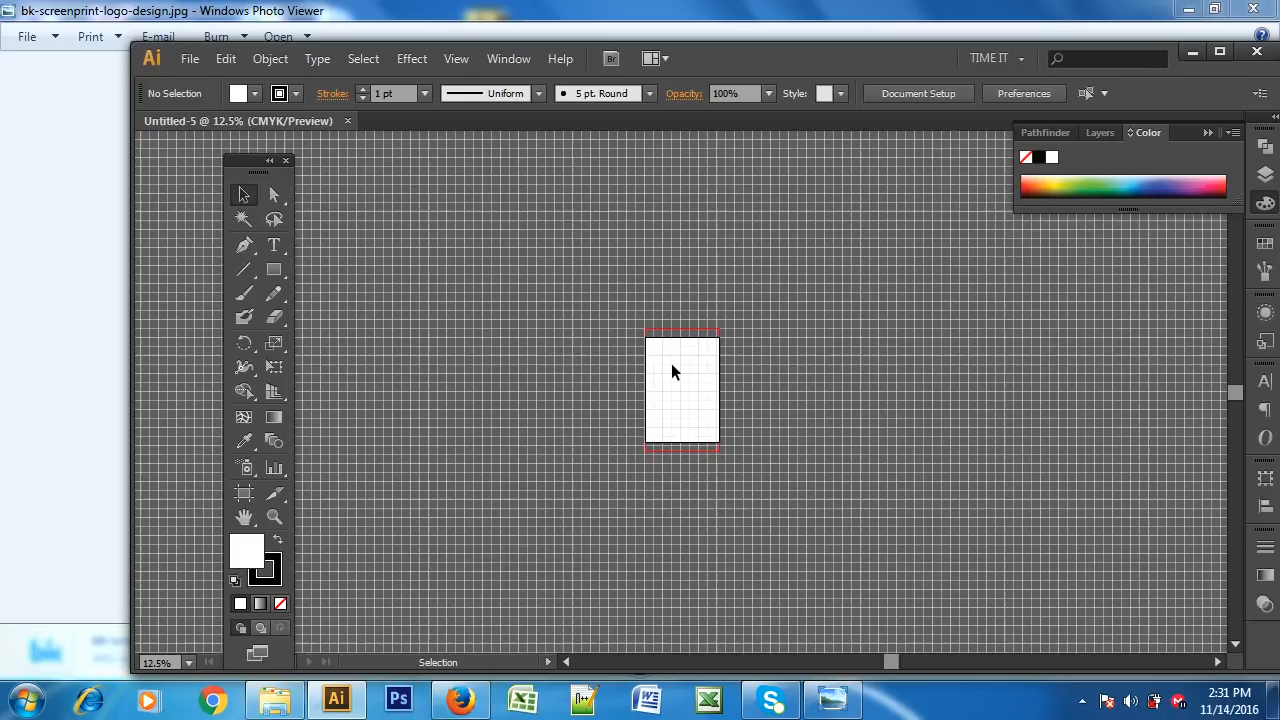 bk-screenprint-logo-design.jpg - Windows Photo Viewer
File Print E-mail Burn Open
Ai File Edit Object Type Select Effect View Window Help Br TIME IT
No Selection Stroke: 1 pt Uniform 5 pt. Round Opacity: 100% Style: Document Setup Preferences
Untitled-5 @ 12.5% (CMYK/Preview) ×
Pathfinder Layers Color
12.5% Selection
Ai Ps
2:31 PM
11/14/2016